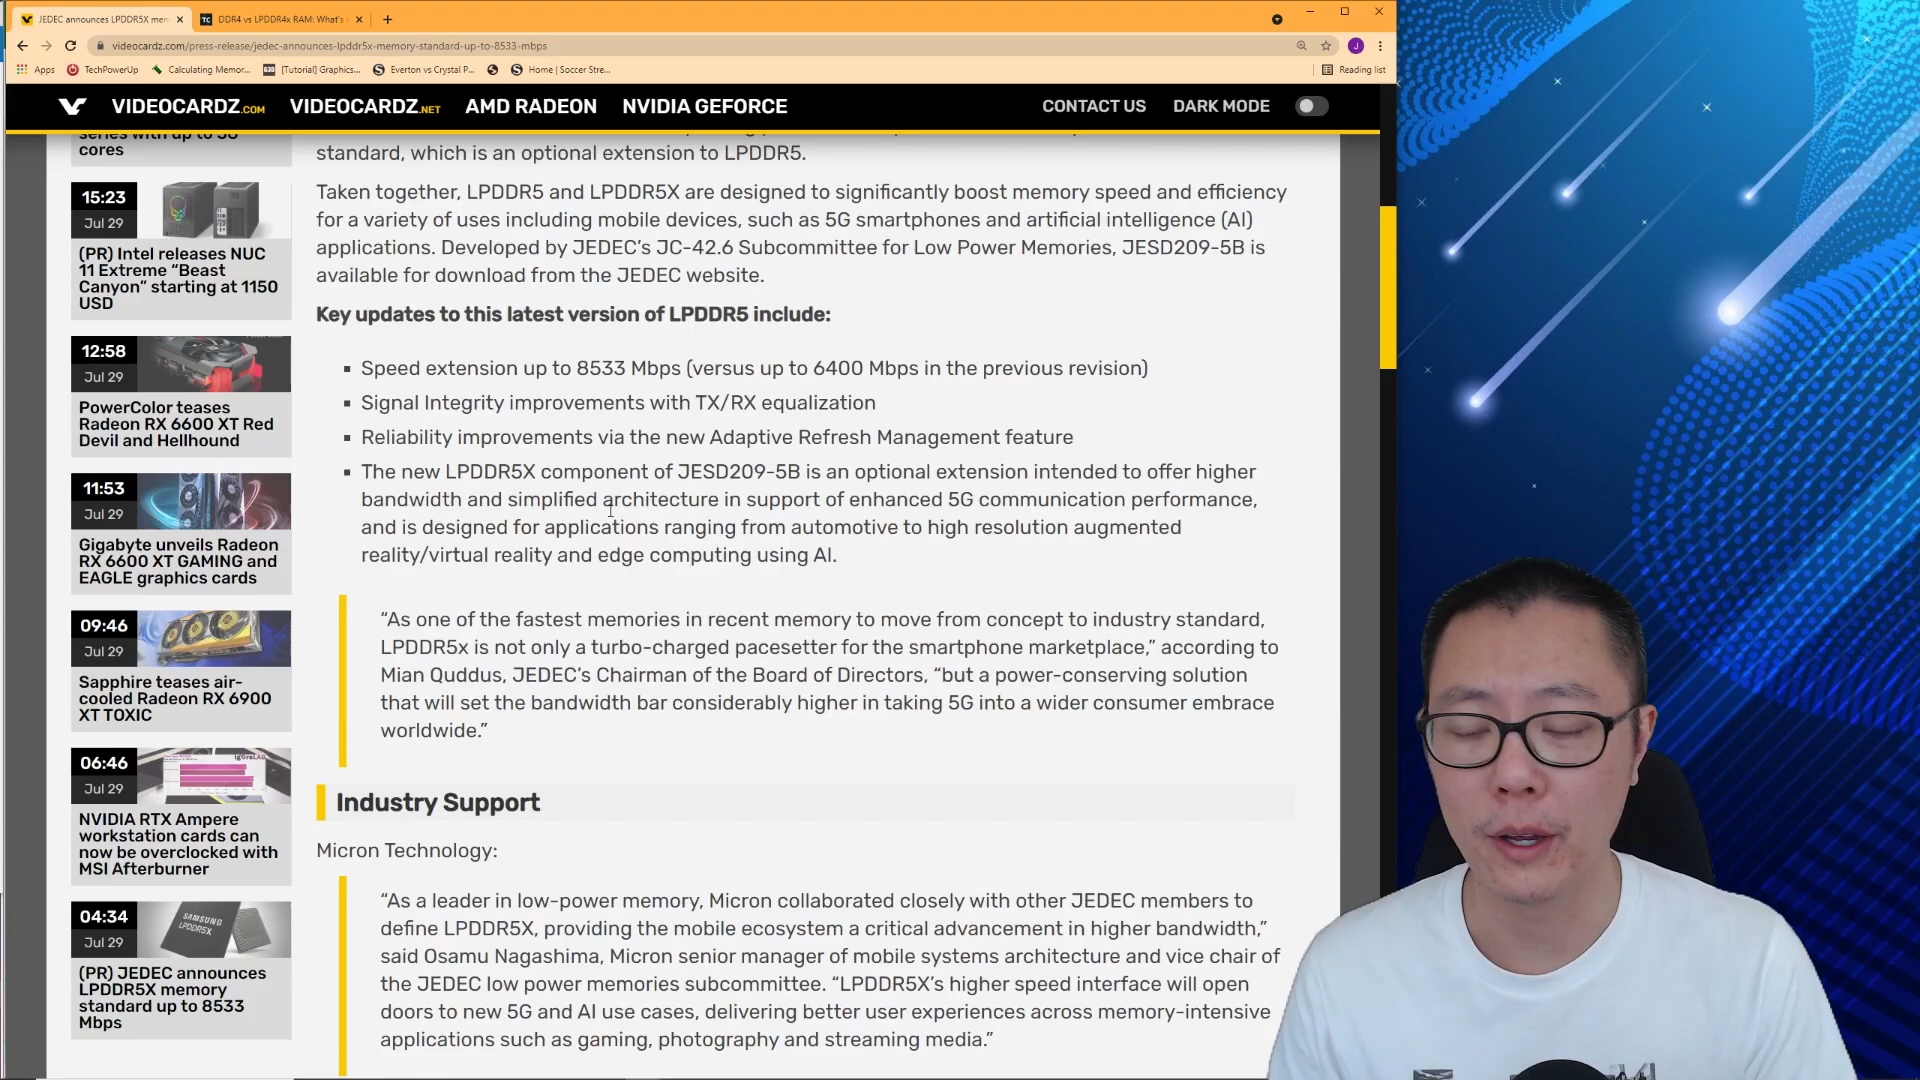 JEDEC announces LPDDR5X mem
DDR4 vs LPDDR4x RAM: What's
videocardz.com/press-release/jedec-announces-lpddr5x-memory-standard-up-to-8533-mbps
Apps
TechPowerUp
Calculating Memor...
[Tutorial] Graphics...
Everton vs Crystal P...
Home | Soccer Stre...
Reading list
VIDEOCARDZ.COM
VIDEOCARDZ.NET
AMD RADEON
NVIDIA GEFORCE
CONTACT US
DARK MODE
cores
15:23
Jul 29
(PR) Intel releases NUC
11 Extreme “Beast
Canyon” starting at 1150
USD
12:58
Jul 29
PowerColor teases
Radeon RX 6600 XT Red
Devil and Hellhound
11:53
Jul 29
Gigabyte unveils Radeon
RX 6600 XT GAMING and
EAGLE graphics cards
09:46
Jul 29
Sapphire teases air-
cooled Radeon RX 6900
XT TOXIC
06:46
Jul 29
NVIDIA RTX Ampere
workstation cards can
now be overclocked with
MSI Afterburner
04:34
Jul 29
SAMSUNG
LPDDR5X
(PR) JEDEC announces
LPDDR5X memory
standard up to 8533
Mbps
standard, which is an optional extension to LPDDR5.
Taken together, LPDDR5 and LPDDR5X are designed to significantly boost memory speed and efficiency
for a variety of uses including mobile devices, such as 5G smartphones and artificial intelligence (AI)
applications. Developed by JEDEC’s JC-42.6 Subcommittee for Low Power Memories, JESD209-5B is
available for download from the JEDEC website.
Key updates to this latest version of LPDDR5 include:
▪ Speed extension up to 8533 Mbps (versus up to 6400 Mbps in the previous revision)
▪ Signal Integrity improvements with TX/RX equalization
▪ Reliability improvements via the new Adaptive Refresh Management feature
▪ The new LPDDR5X component of JESD209-5B is an optional extension intended to offer higher
bandwidth and simplified architecture in support of enhanced 5G communication performance,
and is designed for applications ranging from automotive to high resolution augmented
reality/virtual reality and edge computing using AI.
“As one of the fastest memories in recent memory to move from concept to industry standard,
LPDDR5x is not only a turbo-charged pacesetter for the smartphone marketplace,” according to
Mian Quddus, JEDEC’s Chairman of the Board of Directors, “but a power-conserving solution
that will set the bandwidth bar considerably higher in taking 5G into a wider consumer embrace
worldwide.”
Industry Support
Micron Technology:
“As a leader in low-power memory, Micron collaborated closely with other JEDEC members to
define LPDDR5X, providing the mobile ecosystem a critical advancement in higher bandwidth,”
said Osamu Nagashima, Micron senior manager of mobile systems architecture and vice chair of
the JEDEC low power memories subcommittee. “LPDDR5X’s higher speed interface will open
doors to new 5G and AI use cases, delivering better user experiences across memory-intensive
applications such as gaming, photography and streaming media.”